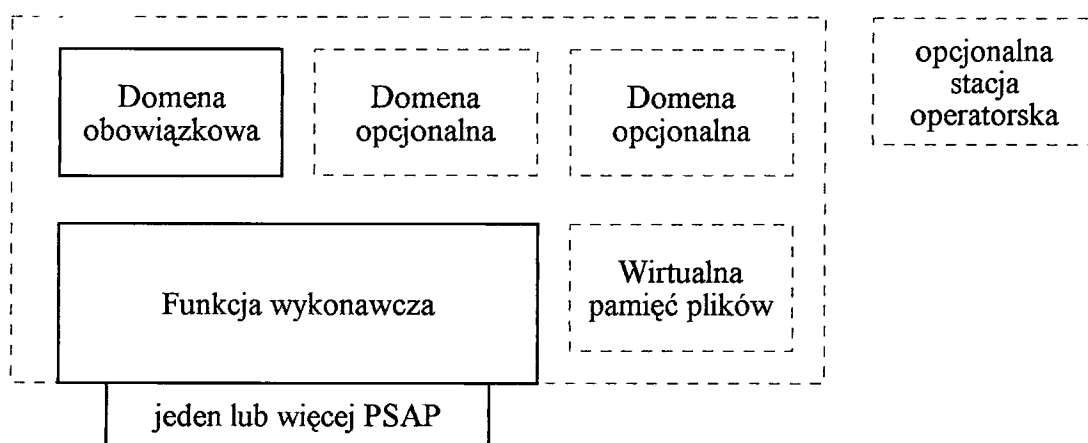 Domena
obowiązkowa
Domena
opcjonalna
Domena
opcjonalna
opcjonalna
stacja
operatorska
Funkcja wykonawcza
Wirtualna
pamięć plików
jeden lub więcej PSAP